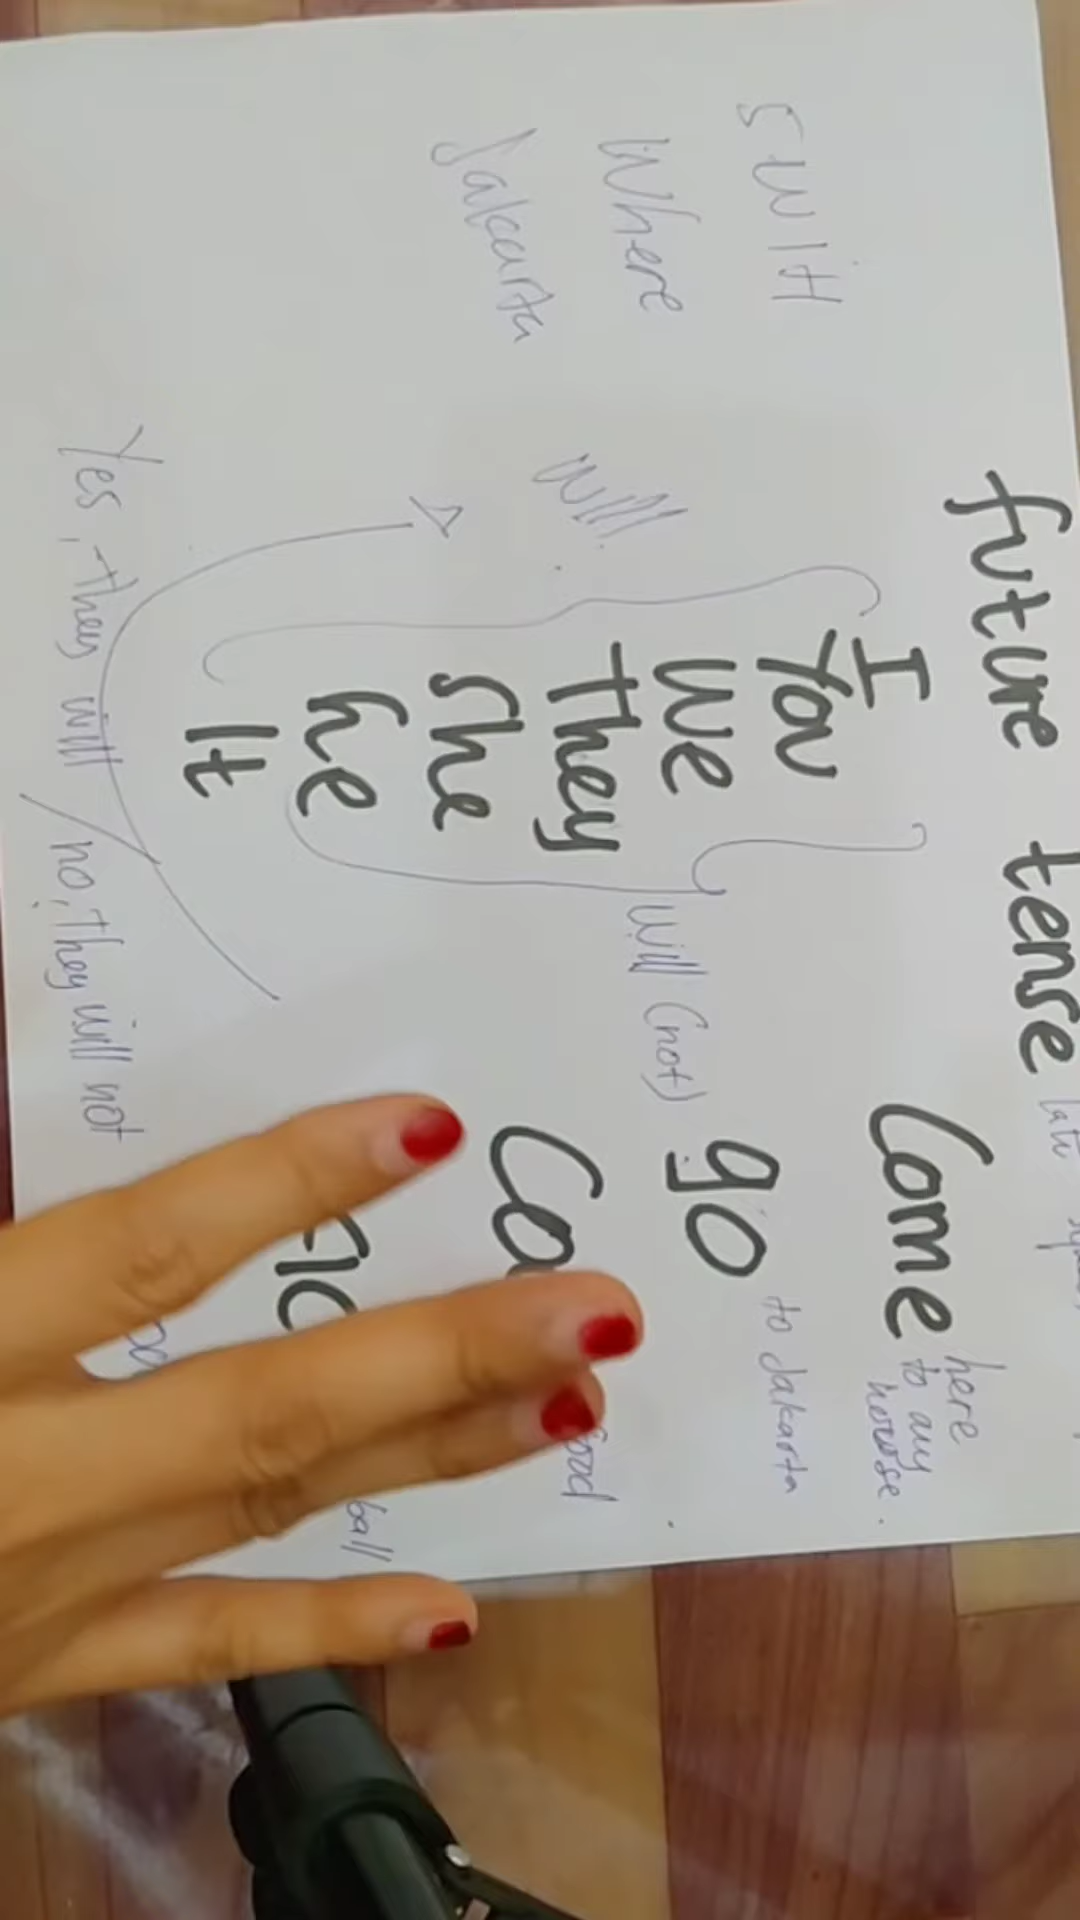 future tense
5 W 1 H
Where
Jakarta
Will
I
You
We
They
She
he
It
Will (not)
Come here
to my
house.
go to Jakarta
ball
Yes, they will / no, they will not